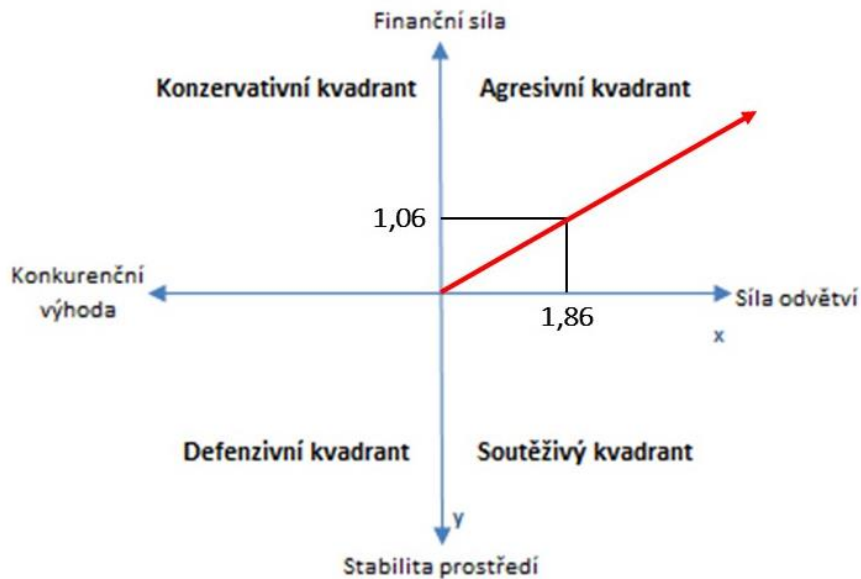 Finanční síla
Konzervativní kvadrant
Agresivní kvadrant
1,06
Konkurenční
výhoda
Síla odvětví
1,86
x
Defenzivní kvadrant
Soutěživý kvadrant
y
Stabilita prostředí